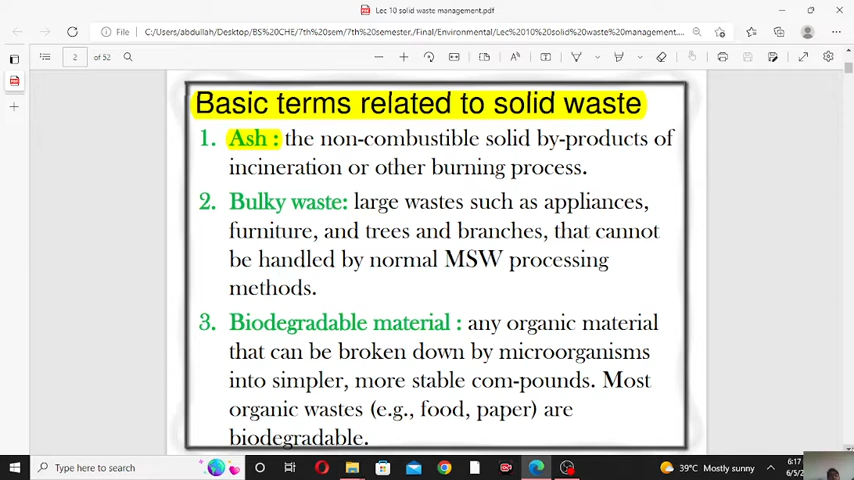 Lec 10 solid waste management.pdf
File
C:/Users/abdullah/Desktop/BS%20CHE/7th%20sem/7th%20semester,/Final/Environmental/Lec%2010%20solid%20waste%20management....
2 of 52
Basic terms related to solid waste
1. Ash : the non-combustible solid by-products of
incineration or other burning process.
2. Bulky waste: large wastes such as appliances,
furniture, and trees and branches, that cannot
be handled by normal MSW processing
methods.
3. Biodegradable material : any organic material
that can be broken down by microorganisms
into simpler, more stable com-pounds. Most
organic wastes (e.g., food, paper) are
biodegradable.
Type here to search
39°C Mostly sunny
6:17
6/5/